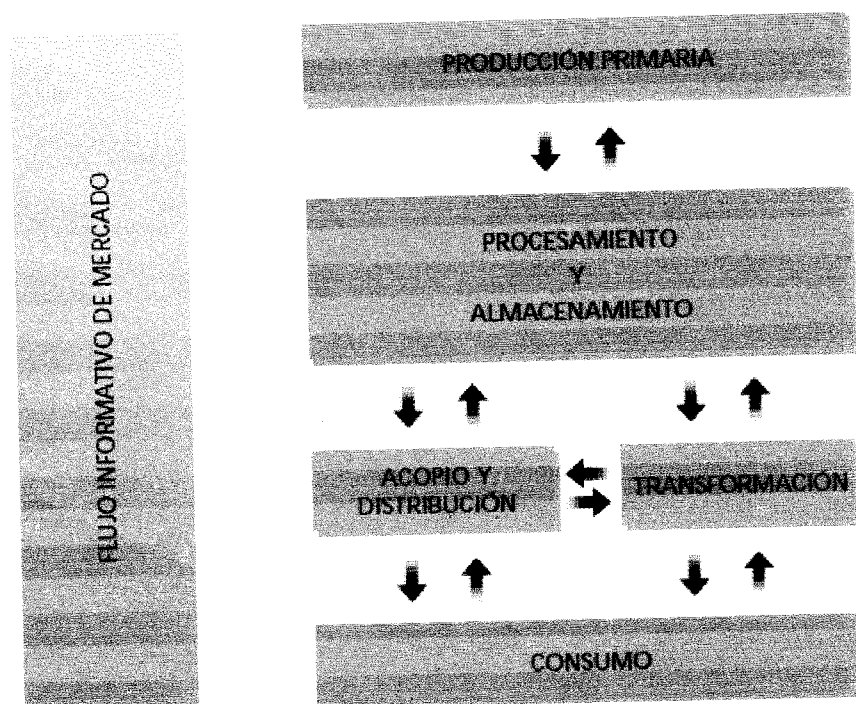 FLUJO INFORMATIVO DE MERCADO
PRODUCCIÓN PRIMARIA
PROCESAMIENTO
Y
ALMACENAMIENTO
ACOPIO Y
DISTRIBUCIÓN
TRANSFORMACIÓN
CONSUMO